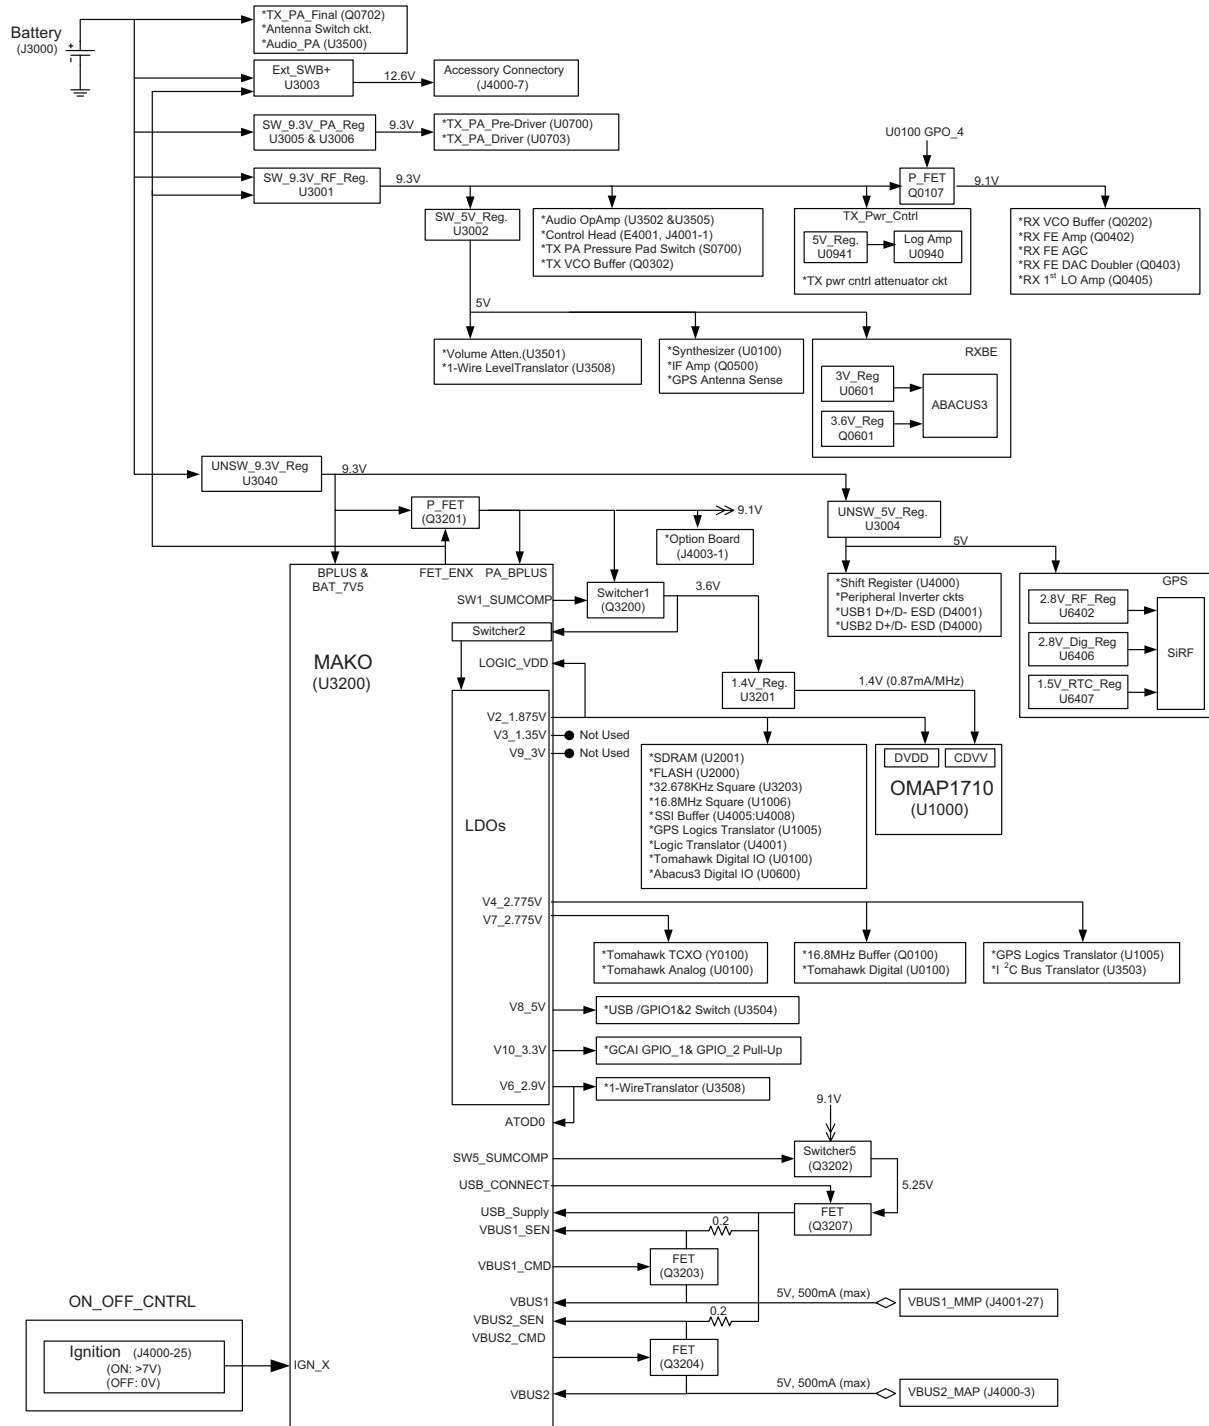 Battery
(J3000)
+
-
*TX_PA_Final (Q0702)
*Antenna Switch ckt.
*Audio_PA (U3500)
Ext_SWB+
U3003
12.6V
Accessory Connectory
(J4000-7)
SW_9.3V_PA_Reg
U3005 & U3006
9.3V
*TX_PA_Pre-Driver (U0700)
*TX_PA_Driver (U0703)
U0100 GPO_4
SW_9.3V_RF_Reg.
U3001
9.3V
P_FET
Q0107
9.1V
SW_5V_Reg.
U3002
*Audio OpAmp (U3502 &U3505)
*Control Head (E4001, J4001-1)
*TX PA Pressure Pad Switch (S0700)
*TX VCO Buffer (Q0302)
TX_Pwr_Cntrl
5V_Reg.
U0941
Log Amp
U0940
*TX pwr cntrl attenuator ckt
*RX VCO Buffer (Q0202)
*RX FE Amp (Q0402)
*RX FE AGC
*RX FE DAC Doubler (Q0403)
*RX 1st LO Amp (Q0405)
5V
*Volume Atten.(U3501)
*1-Wire LevelTranslator (U3508)
*Synthesizer (U0100)
*IF Amp (Q0500)
*GPS Antenna Sense
RXBE
3V_Reg
U0601
3.6V_Reg
Q0601
ABACUS3
UNSW_9.3V_Reg
U3040
9.3V
P_FET
(Q3201)
9.1V
*Option Board
(J4003-1)
UNSW_5V_Reg.
U3004
5V
*Shift Register (U4000)
*Peripheral Inverter ckts
*USB1 D+/D- ESD (D4001)
*USB2 D+/D- ESD (D4000)
GPS
2.8V_RF_Reg
U6402
2.8V_Dig_Reg
U6406
1.5V_RTC_Reg
U6407
SiRF
BPLUS &
BAT_7V5
FET_ENX
PA_BPLUS
SW1_SUMCOMP
Switcher1
(Q3200)
3.6V
Switcher2
MAKO
(U3200)
LOGIC_VDD
1.4V_Reg.
U3201
1.4V (0.87mA/MHz)
V2_1.875V
V3_1.35V
Not Used
V9_3V
Not Used
LDOs
*SDRAM (U2001)
*FLASH (U2000)
*32.678KHz Square (U3203)
*16.8MHz Square (U1006)
*SSI Buffer (U4005:U4008)
*GPS Logics Translator (U1005)
*Logic Translator (U4001)
*Tomahawk Digital IO (U0100)
*Abacus3 Digital IO (U0600)
DVDD
CDVV
OMAP1710
(U1000)
V4_2.775V
V7_2.775V
*Tomahawk TCXO (Y0100)
*Tomahawk Analog (U0100)
*16.8MHz Buffer (Q0100)
*Tomahawk Digital (U0100)
*GPS Logics Translator (U1005)
*I 2C Bus Translator (U3503)
V8_5V
*USB /GPIO1&2 Switch (U3504)
V10_3.3V
*GCAI GPIO_1& GPIO_2 Pull-Up
V6_2.9V
*1-WireTranslator (U3508)
ATOD0
9.1V
SW5_SUMCOMP
Switcher5
(Q3202)
USB_CONNECT
5.25V
USB_Supply
FET
(Q3207)
VBUS1_SEN
0.2
VBUS1_CMD
FET
(Q3203)
VBUS1
5V, 500mA (max)
VBUS1_MMP (J4001-27)
VBUS2_SEN
0.2
VBUS2_CMD
FET
(Q3204)
VBUS2
5V, 500mA (max)
VBUS2_MAP (J4000-3)
ON_OFF_CNTRL
Ignition (J4000-25)
(ON: >7V)
(OFF: 0V)
IGN_X